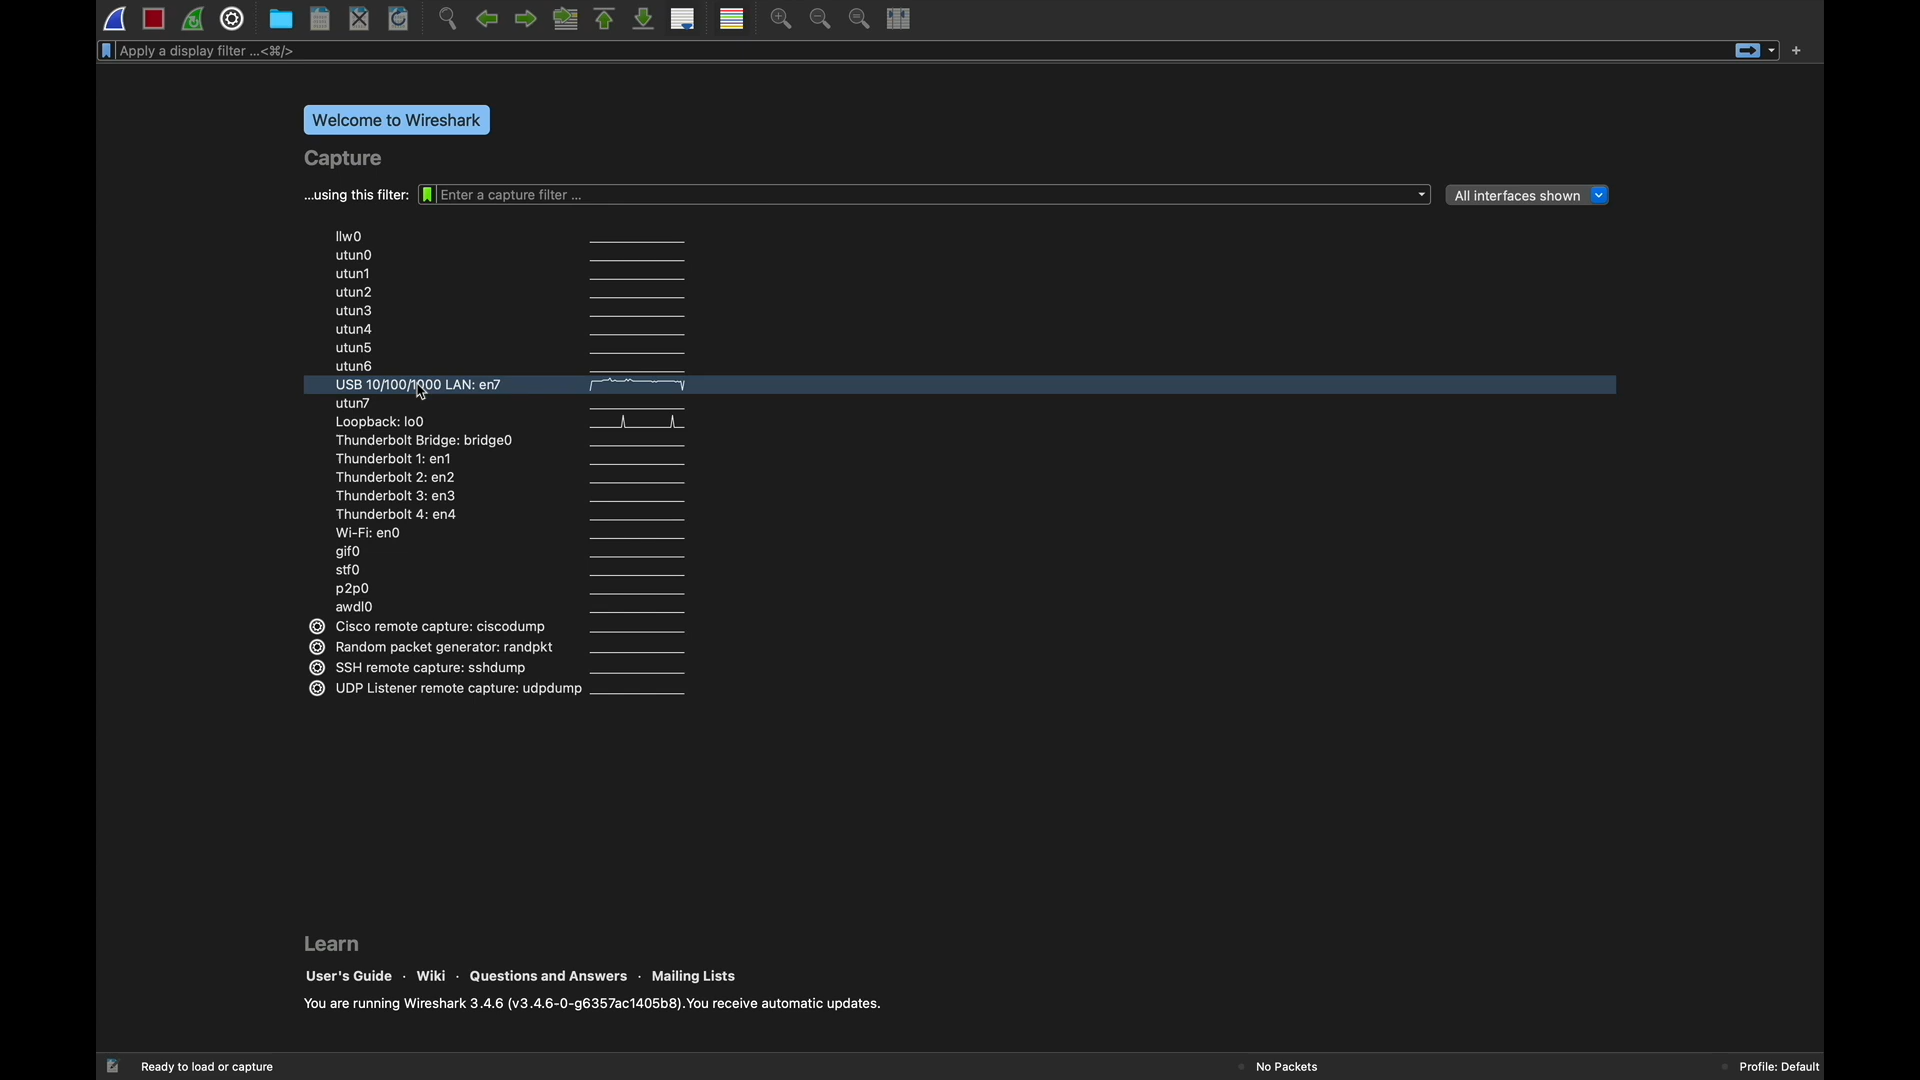 Apply a display filter ...<⌘/>
+
Welcome to Wireshark
Capture
...using this filter: Enter a capture filter ... All interfaces shown
llw0
utun0
utun1
utun2
utun3
utun4
utun5
utun6
USB 10/100/1000 LAN: en7
utun7
Loopback: lo0
Thunderbolt Bridge: bridge0
Thunderbolt 1: en1
Thunderbolt 2: en2
Thunderbolt 3: en3
Thunderbolt 4: en4
Wi-Fi: en0
gif0
stf0
p2p0
awdl0
Cisco remote capture: ciscodump
Random packet generator: randpkt
SSH remote capture: sshdump
UDP Listener remote capture: udpdump
Learn
User's Guide · Wiki · Questions and Answers · Mailing Lists
You are running Wireshark 3.4.6 (v3.4.6-0-g6357ac1405b8).You receive automatic updates.
Ready to load or capture No Packets Profile: Default